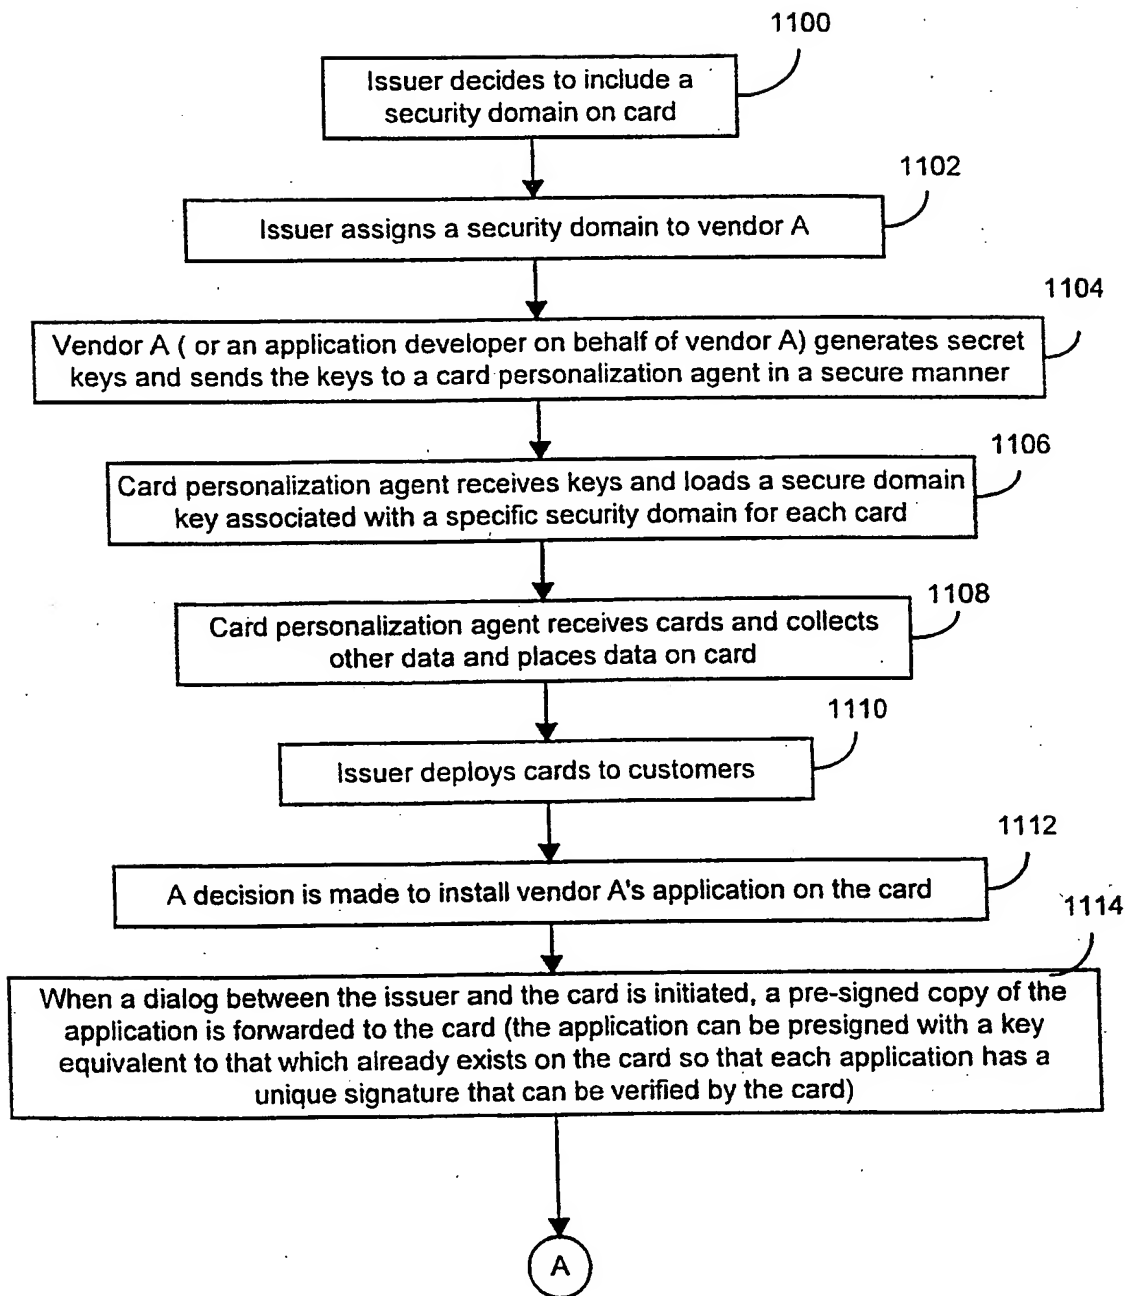 1100
Issuer decides to include a
security domain on card
1102
Issuer assigns a security domain to vendor A
1104
Vendor A ( or an application developer on behalf of vendor A) generates secret
keys and sends the keys to a card personalization agent in a secure manner
1106
Card personalization agent receives keys and loads a secure domain
key associated with a specific security domain for each card
1108
Card personalization agent receives cards and collects
other data and places data on card
1110
Issuer deploys cards to customers
1112
A decision is made to install vendor A's application on the card
1114
When a dialog between the issuer and the card is initiated, a pre-signed copy of the
application is forwarded to the card (the application can be presigned with a key
equivalent to that which already exists on the card so that each application has a
unique signature that can be verified by the card)
A